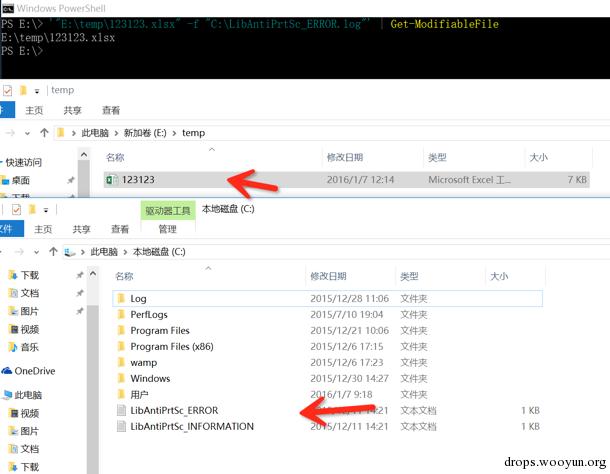 Windows PowerShell
PS E:\> '"E:\temp\123123.xlsx" -f "C:\LibAntiPrtSc_ERROR.log"' | Get-ModifiableFile
E:\temp\123123.xlsx
PS E:\>
temp
主页 共享 查看
此电脑 新加卷 (E:) temp
快速访问 名称 修改日期 类型 大小
桌面 123123 2016/1/7 12:14 Microsoft Excel 工... 7 KB
驱动器工具 本地磁盘 (C:)
文件 主页 共享 查看 管理
此电脑 本地磁盘 (C:)
下载 名称 修改日期 类型 大小
文档 Log 2015/12/28 11:06 文件夹
图片 PerfLogs 2015/7/10 19:04 文件夹
视频 Program Files 2015/12/21 10:06 文件夹
音乐 Program Files (x86) 2015/12/6 17:15 文件夹
wamp 2015/12/6 17:23 文件夹
OneDrive Windows 2015/12/30 14:27 文件夹
此电脑 用户 2016/1/7 9:18 文件夹
视频 LibAntiPrtSc_ERROR 14:21 文本文档 1 KB
图片 LibAntiPrtSc_INFORMATION 2015/12/11 14:21 文本文档 1 KB
文档
下载
drops.wooyun.org